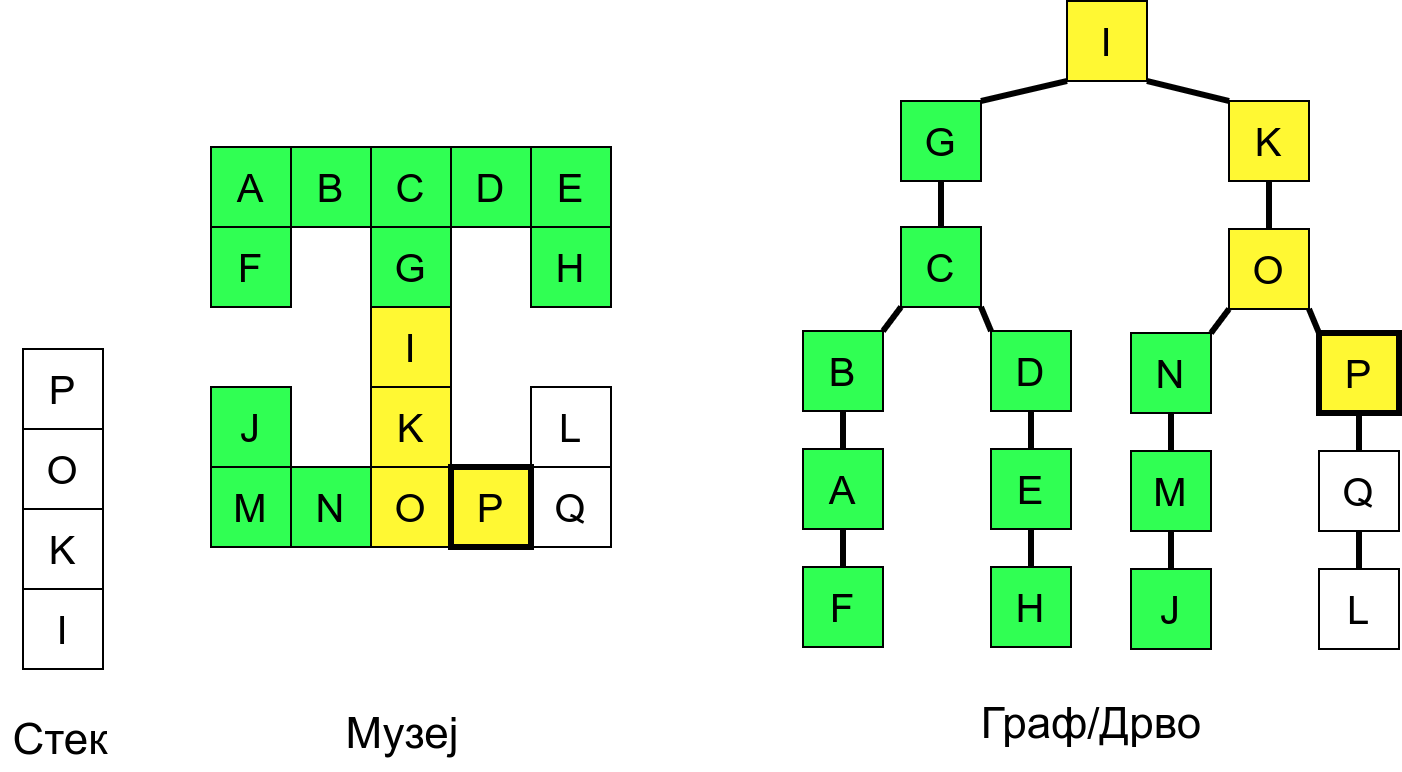 P
O
K
I
Стек
A B C D E
F G H
I
J K L
M N O P Q
Музеј
I
G K
C O
B D N P
A E M Q
F H J L
Граф/Дрво